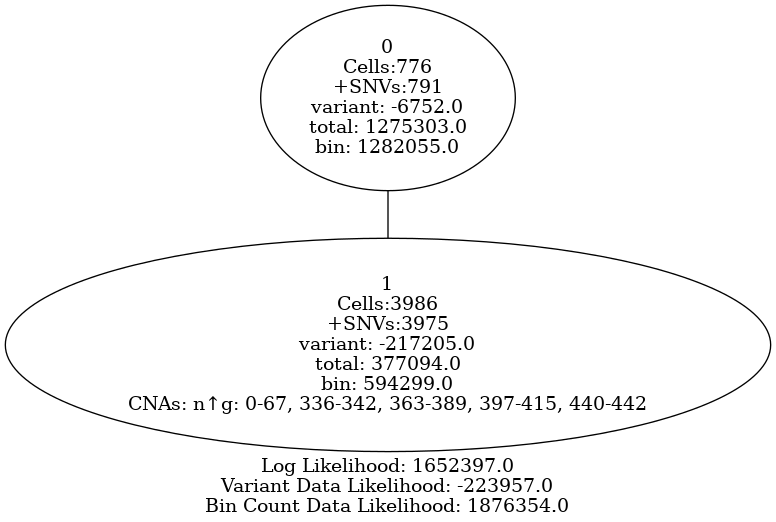 0
Cells:776
+SNVs:791
variant: -6752.0
total: 1275303.0
bin: 1282055.0
1
Cells:3986
+SNVs:3975
variant: -217205.0
total: 377094.0
bin: 594299.0
CNAs: n↑g: 0-67, 336-342, 363-389, 397-415, 440-442
Log Likelihood: 1652397.0
Variant Data Likelihood: -223957.0
Bin Count Data Likelihood: 1876354.0